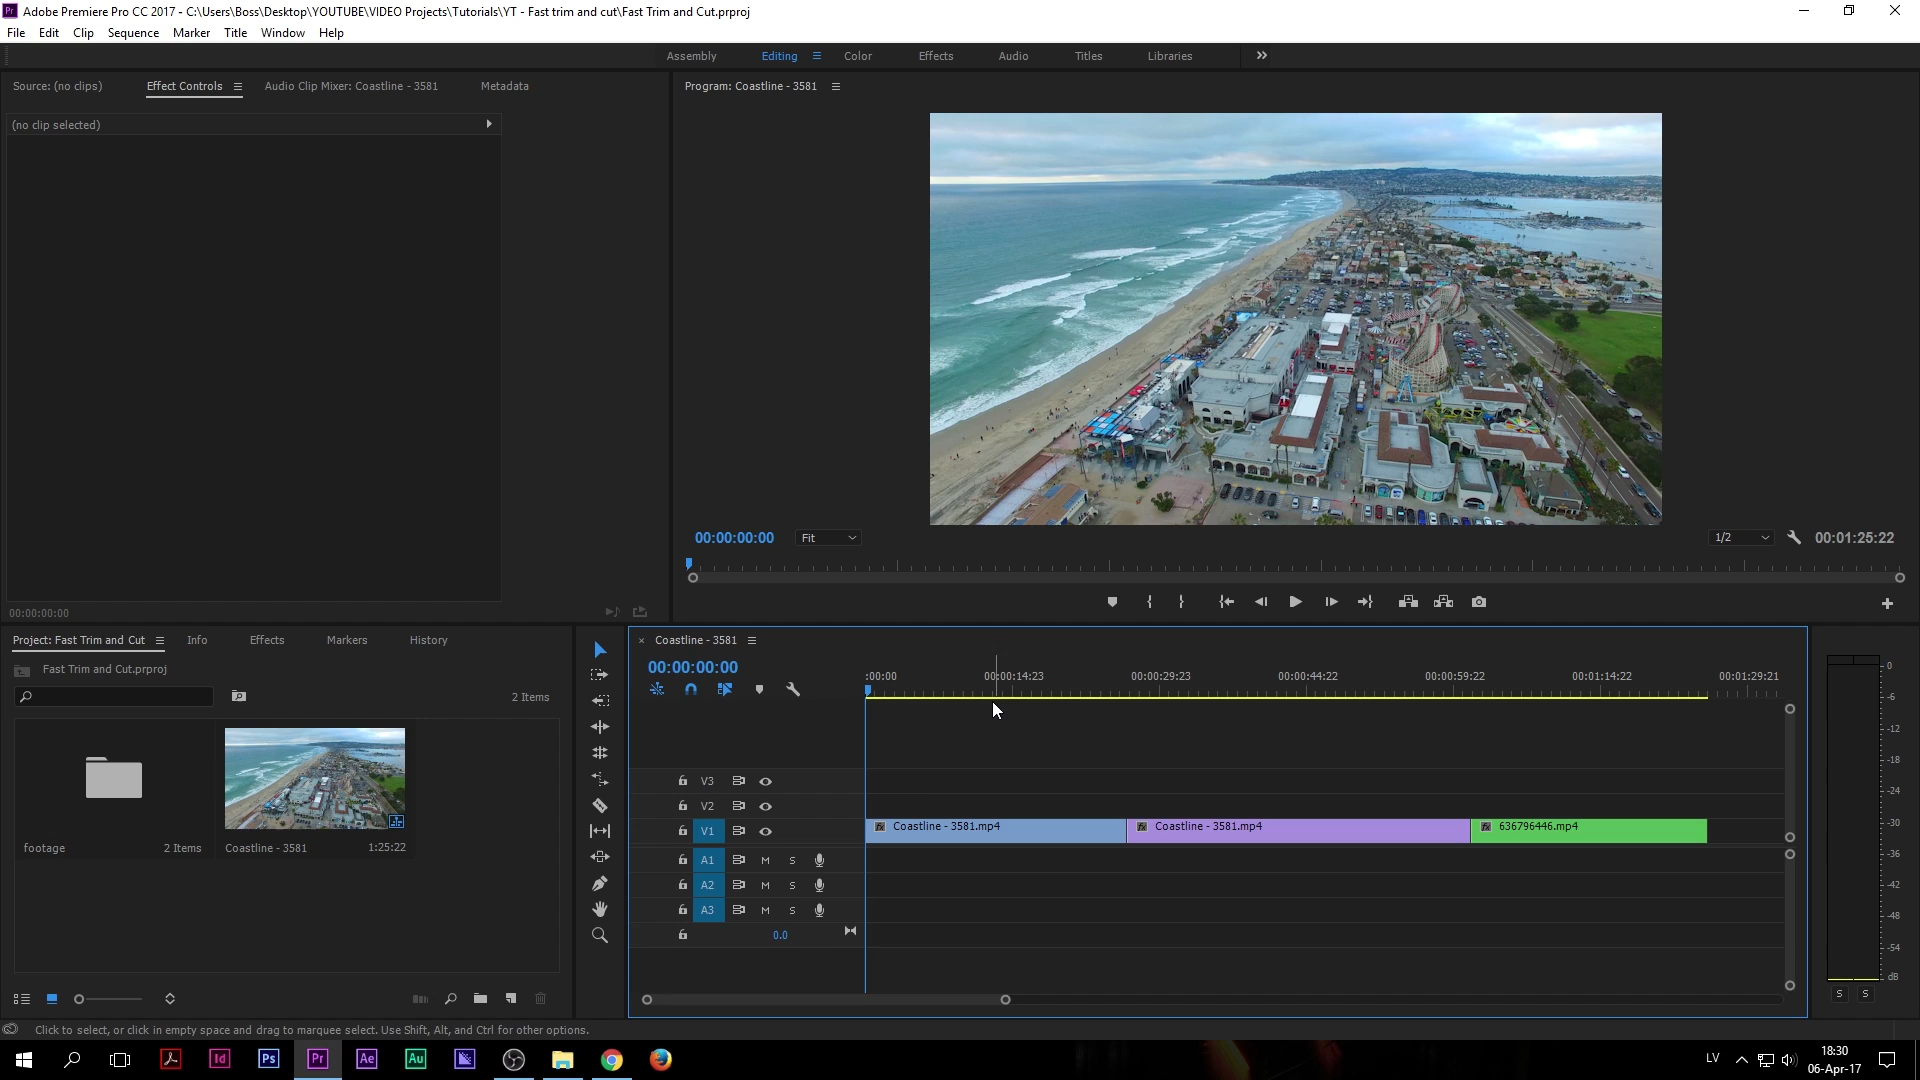 Pr Adobe Premiere Pro CC 2017 - C:\Users\Boss\Desktop\YOUTUBE\VIDEO Projects\Tutorials\YT - Fast trim and cut\Fast Trim and Cut.prproj
File Edit Clip Sequence Marker Title Window Help
Assembly Editing Color Effects Audio Titles Libraries
Source: (no clips) Effect Controls Audio Clip Mixer: Coastline - 3581 Metadata
Program: Coastline - 3581
(no clip selected)
00:00:00:00 Fit 1/2 00:01:25:22
00:00:00:00
Project: Fast Trim and Cut Info Effects Markers History
Fast Trim and Cut.prproj
2 Items
footage 2 Items
Coastline - 3581 1:25:22
Coastline - 3581
00:00:00:00
:00:00 00:00:14:23 00:00:29:23 00:00:44:22 00:00:59:22 00:01:14:22 00:01:29:21
V3
V2
V1 fx Coastline - 3581.mp4 fx Coastline - 3581.mp4 fx 636796446.mp4
A1 M S
A2 M S
A3 M S
0.0
0
-6
-12
-18
-24
-30
-36
-42
-48
-54
dB
S S
Click to select, or click in empty space and drag to marquee select. Use Shift, Alt, and Ctrl for other options.
Id Ps Pr Ae Au
LV 18:30
06-Apr-17